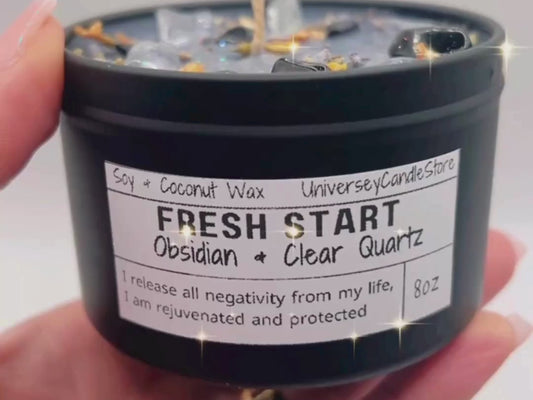 Soy + Coconut Wax UniverseyCandleStore
FRESH START
Obsidian + Clear Quartz
I release all negativity from my life,
I am rejuvenated and protected
8oz